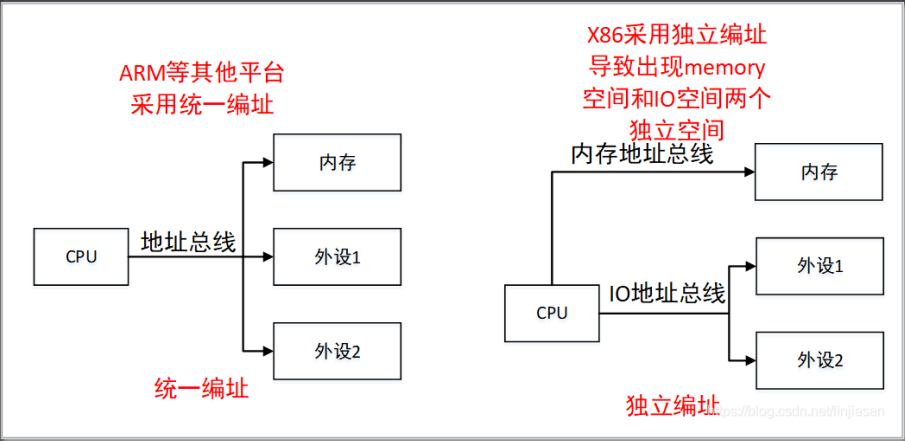 ARM等其他平台
采用统一编址
内存
CPU
地址总线
外设1
外设2
统一编址
X86采用独立编址
导致出现memory
空间和IO空间两个
独立空间
内存地址总线
内存
外设1
IO地址总线
CPU
外设2
独立编址
https://blog.csdn.net/linjiasen